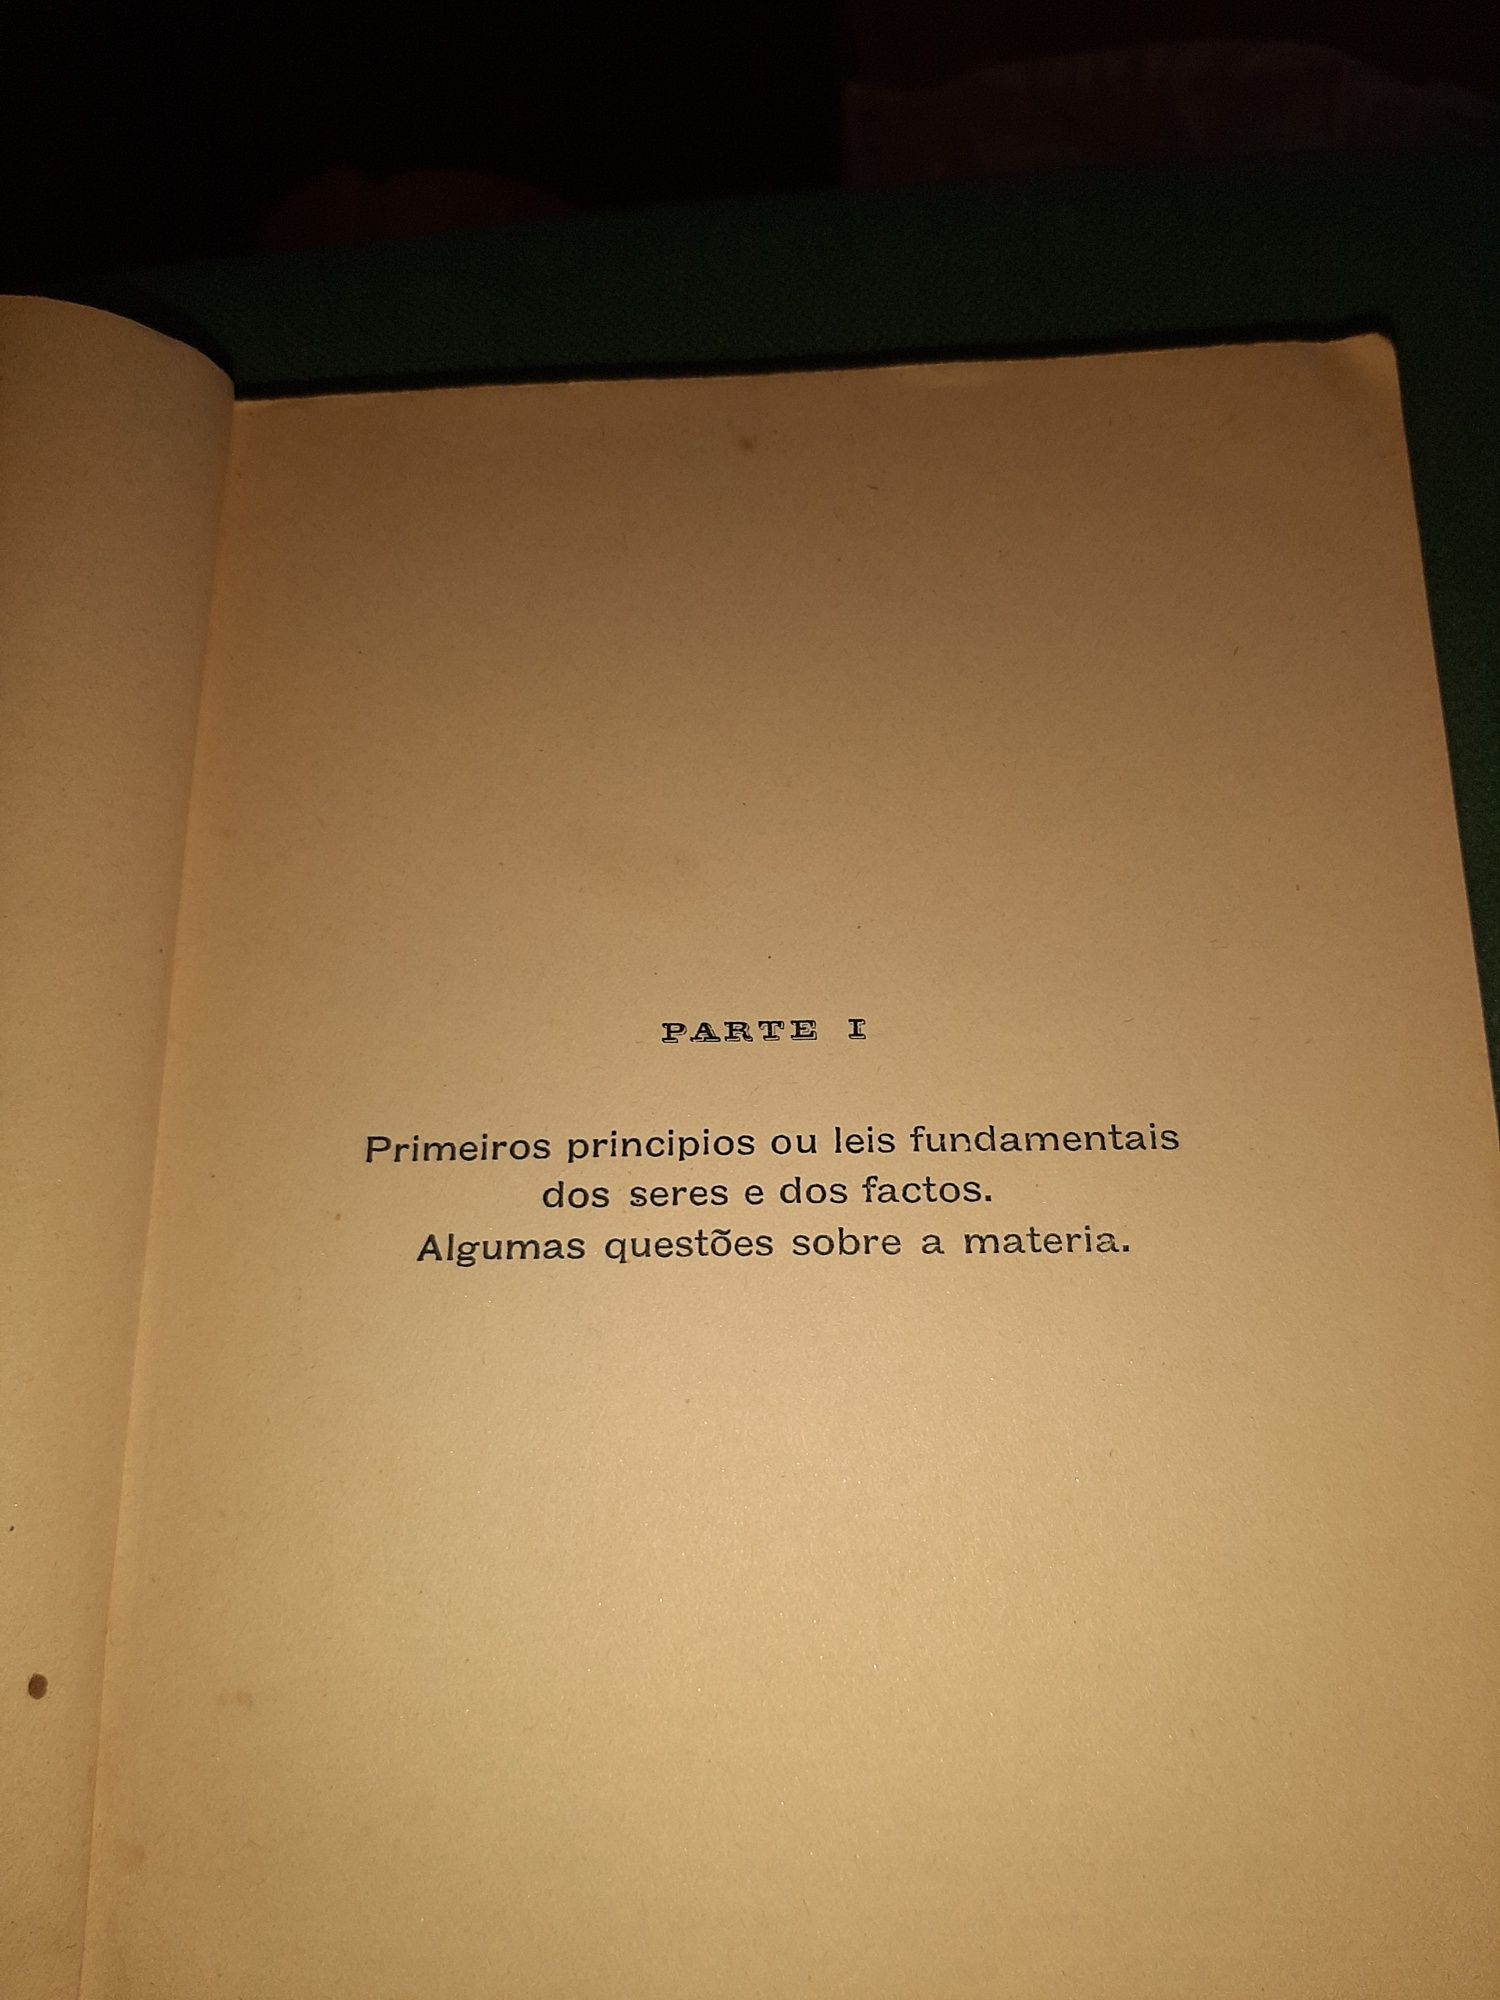 PARTE I
Primeiros principios ou leis fundamentais
dos seres e dos factos.
Algumas questões sobre a materia.